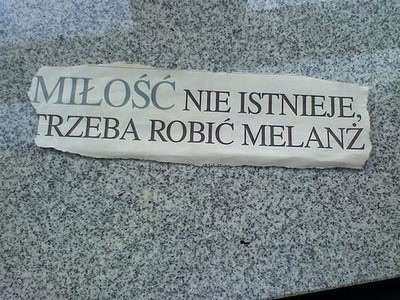 MIŁOŚĆ NIE ISTNIEJE,
TRZEBA ROBIĆ MELANŻ